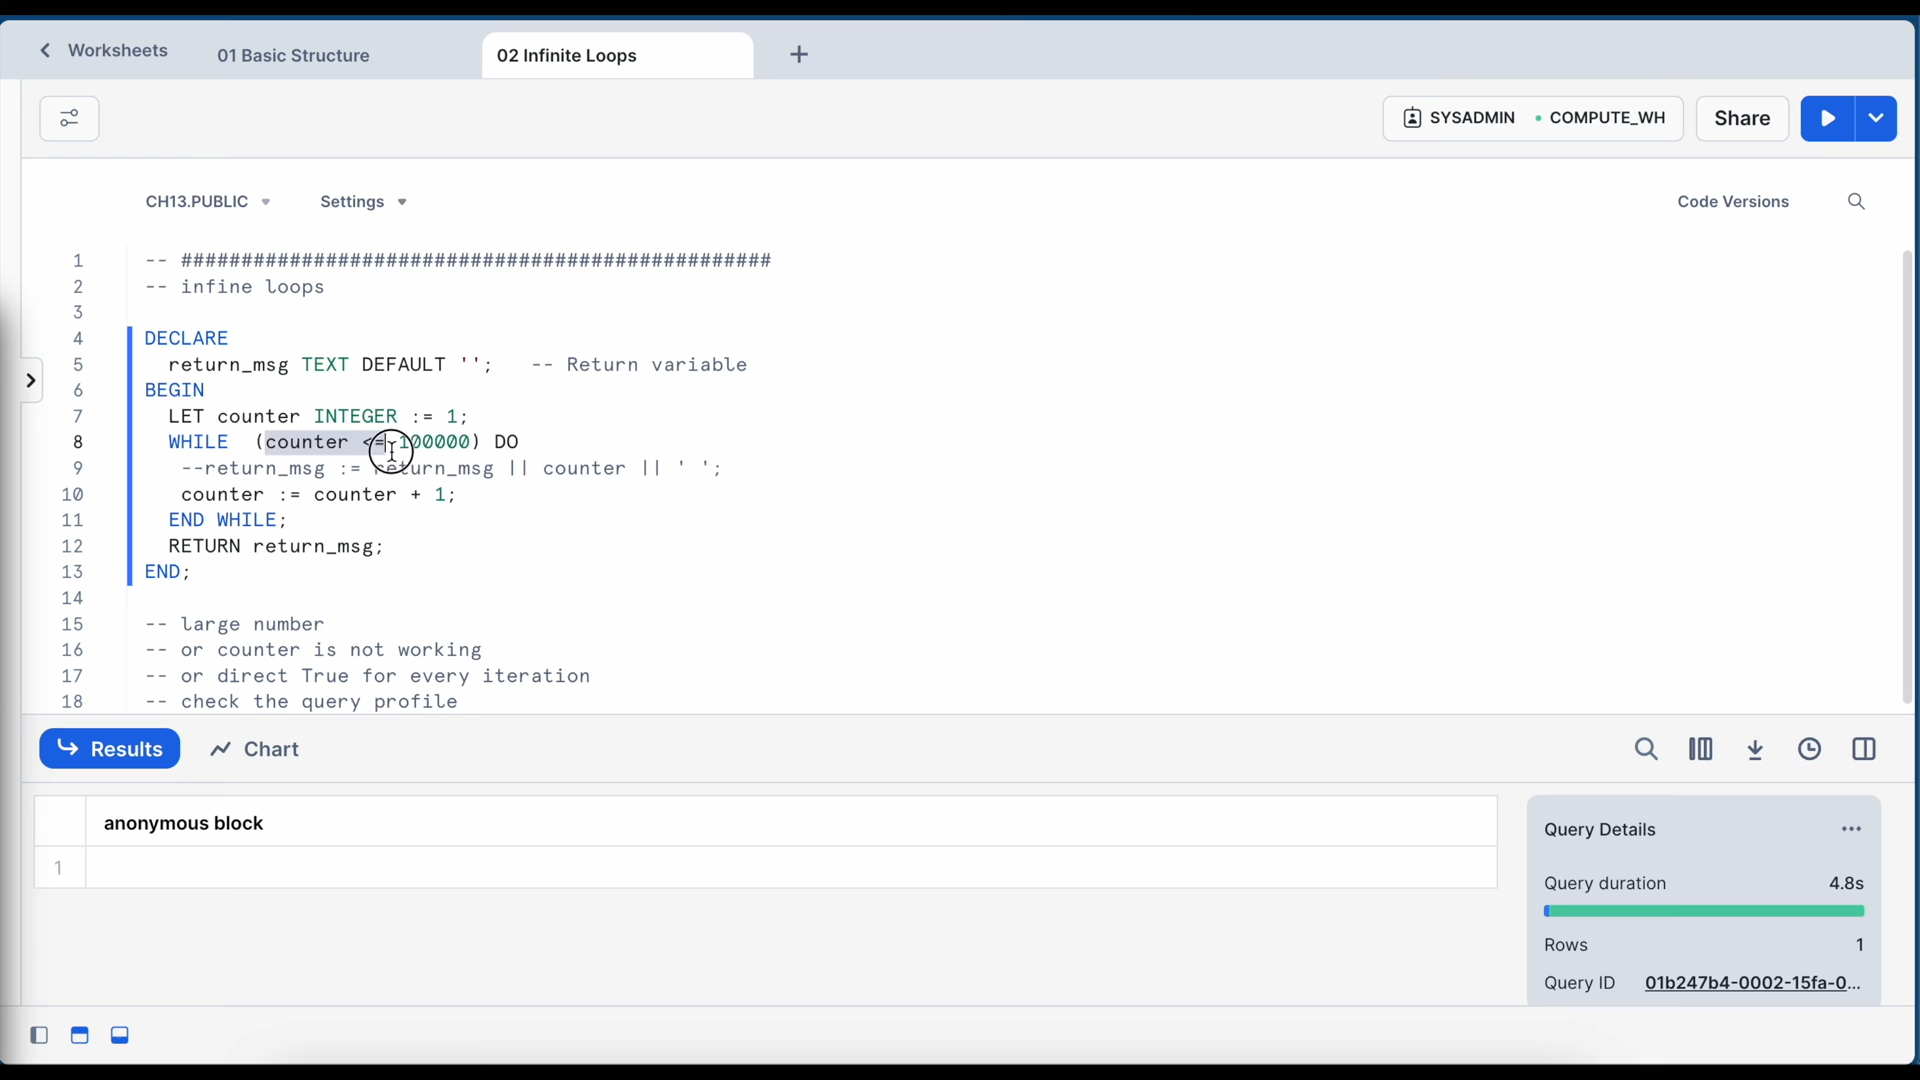 Worksheets
01 Basic Structure
02 Infinite Loops
SYSADMIN
COMPUTE_WH
Share
CH13.PUBLIC
Settings
Code Versions
1 -- #################################################
2 -- infine loops
3
4 DECLARE
5 return_msg TEXT DEFAULT ''; -- Return variable
6 BEGIN
7 LET counter INTEGER := 1;
8 WHILE (counter <= 100000) DO
9 --return_msg := return_msg || counter || ' ';
10 counter := counter + 1;
11 END WHILE;
12 RETURN return_msg;
13 END;
14
15 -- large number
16 -- or counter is not working
17 -- or direct True for every iteration
18 -- check the query profile
Results
Chart
anonymous block
1
Query Details
...
Query duration 4.8s
Rows 1
Query ID 01b247b4-0002-15fa-0...